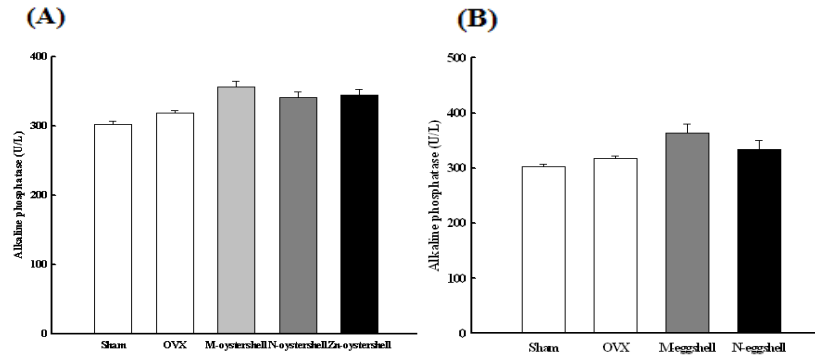 (A)
400
300
200
100
0
Alkaline phosphatase (U/L)
Sham OVX M-oystershell N-oystershell Zn-oystershell
(B)
500
400
300
200
100
0
Alkaline phosphatase (U/L)
Sham OVX M-eggshell N-eggshell